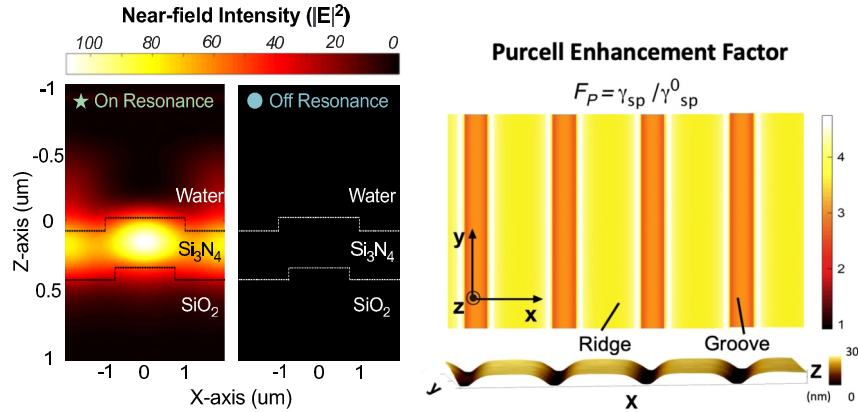 Near-field Intensity (|E|²)
100 80 60 40 20 0
★ On Resonance
● Off Resonance
-1
-0.5
0
0.5
1
Z-axis (um)
Water
Si₃N₄
SiO₂
Water
Si₃N₄
SiO₂
-1 0 1
-1 0 1
X-axis (um)
Purcell Enhancement Factor
F_P = γ_sp / γ⁰_sp
y
z
x
Ridge
Groove
4
3
2
1
y
x
z
30
(nm) 0